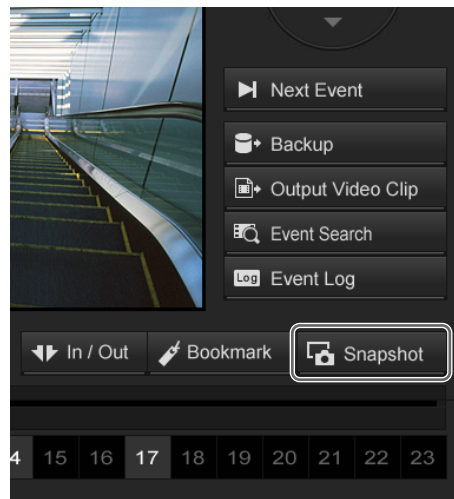 Next Event
Backup
Output Video Clip
Event Search
Log Event Log
In / Out Bookmark Snapshot
4 15 16 17 18 19 20 21 22 23